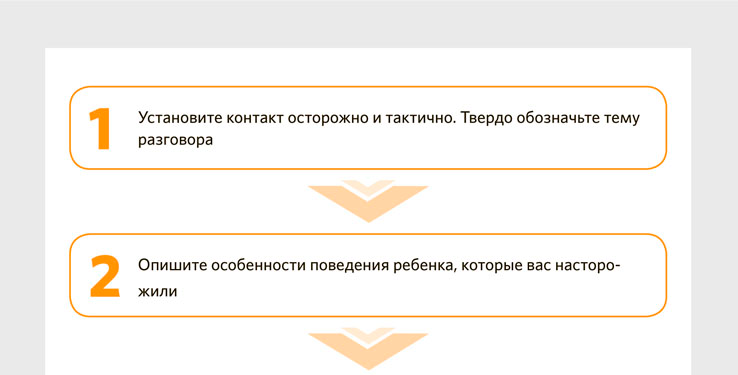 1
Установите контакт осторожно и тактично. Твердо обозначьте тему
разговора
2
Опишите особенности поведения ребенка, которые вас насторо-
жили